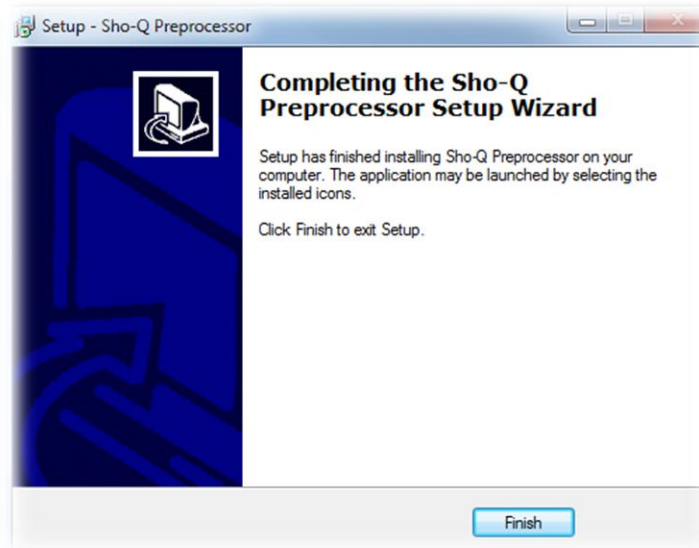 Setup - Sho-Q Preprocessor
Completing the Sho-Q
Preprocessor Setup Wizard
Setup has finished installing Sho-Q Preprocessor on your
computer. The application may be launched by selecting the
installed icons.
Click Finish to exit Setup.
Finish